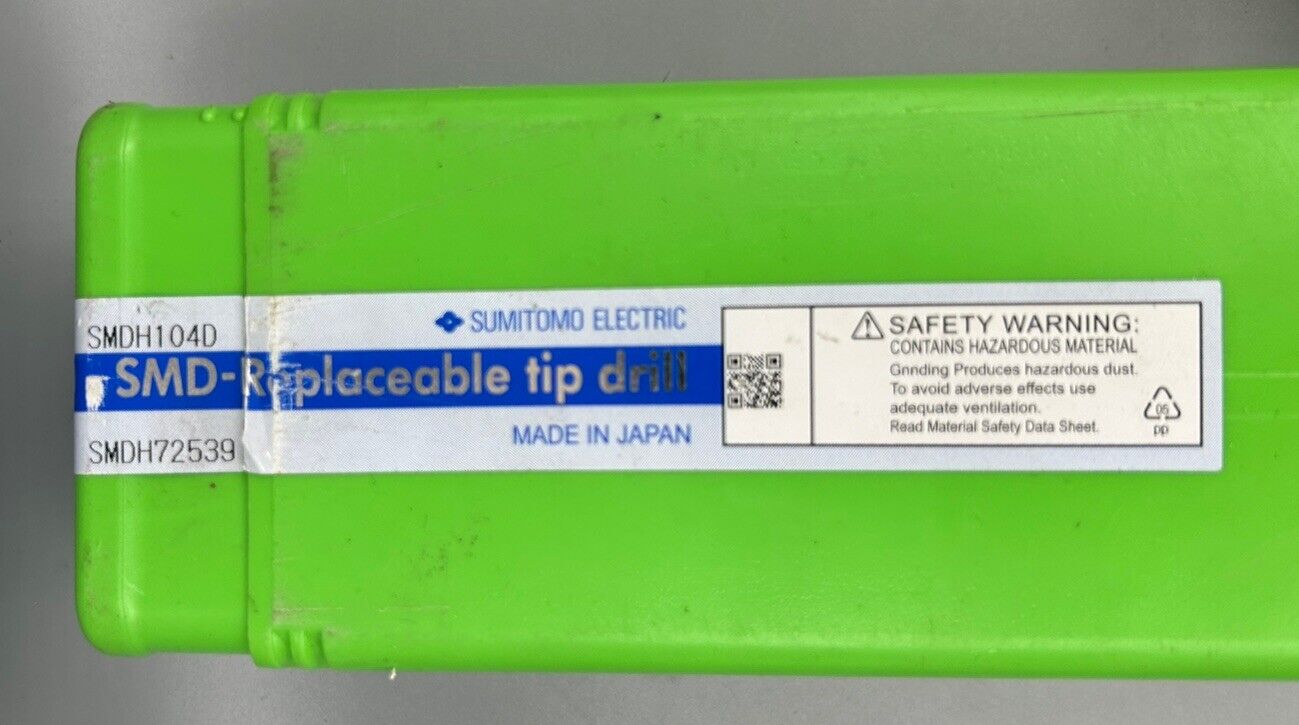 SMDH104D
SUMITOMO ELECTRIC
SMD-Replaceable tip drill
SMDH72539
MADE IN JAPAN
SAFETY WARNING:
CONTAINS HAZARDOUS MATERIAL
Grinding Produces hazardous dust.
To avoid adverse effects use
adequate ventilation.
Read Material Safety Data Sheet.
05
pp